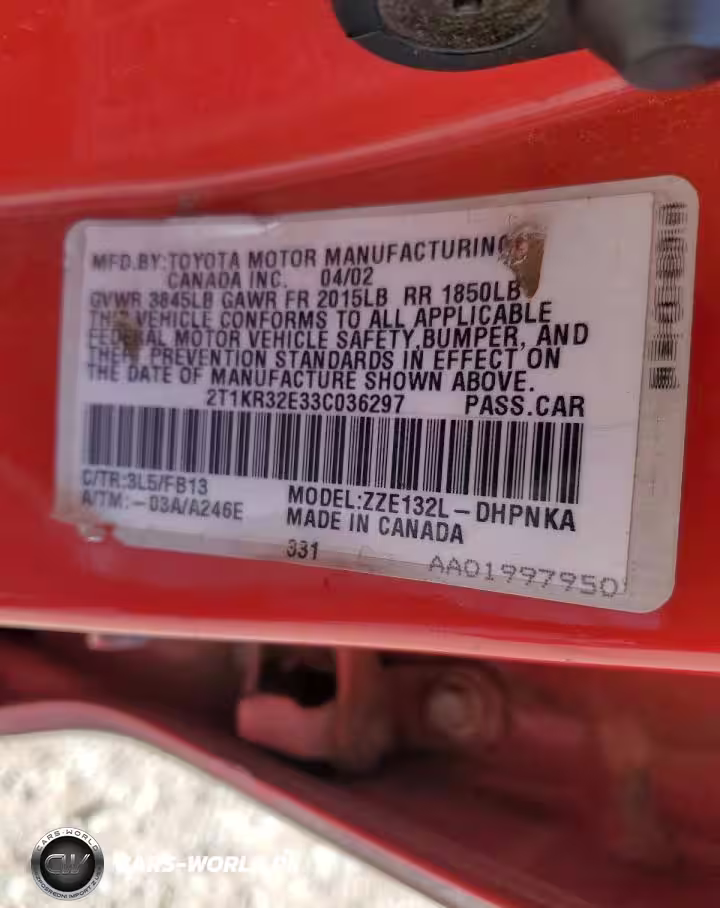 MFD.BY:TOYOTA MOTOR MANUFACTURING
CANADA INC. 04/02
GVWR 3845LB GAWR FR 2015LB RR 1850LB
THIS VEHICLE CONFORMS TO ALL APPLICABLE
FEDERAL MOTOR VEHICLE SAFETY,BUMPER, AND
THEFT PREVENTION STANDARDS IN EFFECT ON
THE DATE OF MANUFACTURE SHOWN ABOVE.
2T1KR32E33C036297 PASS.CAR
C/TR:3L5/FB13
A/TM:-03A/A246E
MODEL:ZZE132L-DHPNKA
MADE IN CANADA
331
AA01997950
CARS-WORLD
CW
CARS-WORLD